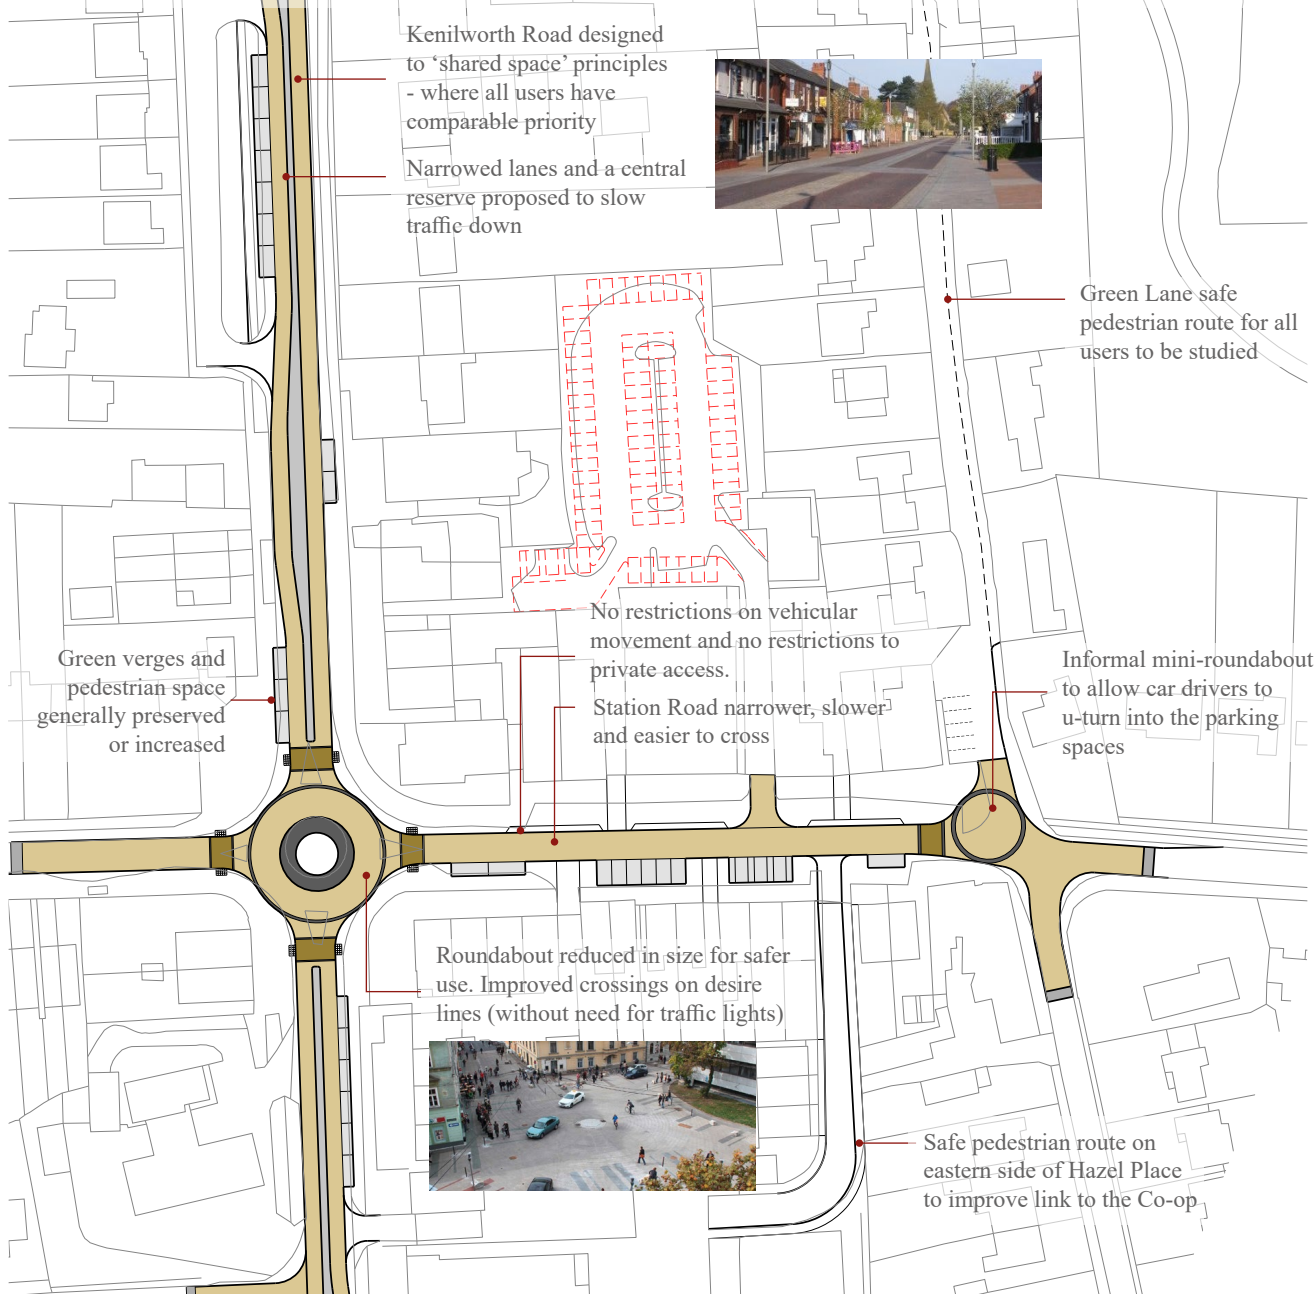 Kenilworth Road designed
to ‘shared space’ principles
- where all users have
comparable priority
Narrowed lanes and a central
reserve proposed to slow
traffic down
Green Lane safe
pedestrian route for all
users to be studied
No restrictions on vehicular
movement and no restrictions to
private access.
Station Road narrower, slower
and easier to cross
Green verges and
pedestrian space
generally preserved
or increased
Informal mini-roundabout
to allow car drivers to
u-turn into the parking
spaces
Roundabout reduced in size for safer
use. Improved crossings on desire
lines (without need for traffic lights)
Safe pedestrian route on
eastern side of Hazel Place
to improve link to the Co-op